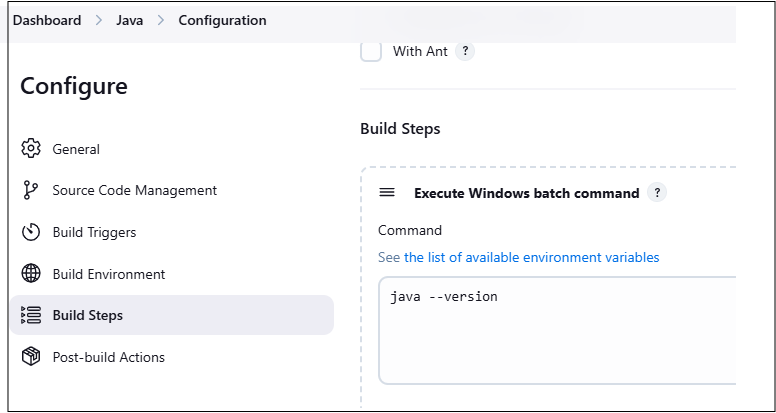 Dashboard > Java > Configuration
With Ant ?
Configure
General
Source Code Management
Build Triggers
Build Environment
Build Steps
Post-build Actions
Build Steps
Execute Windows batch command ?
Command
See the list of available environment variables
java --version